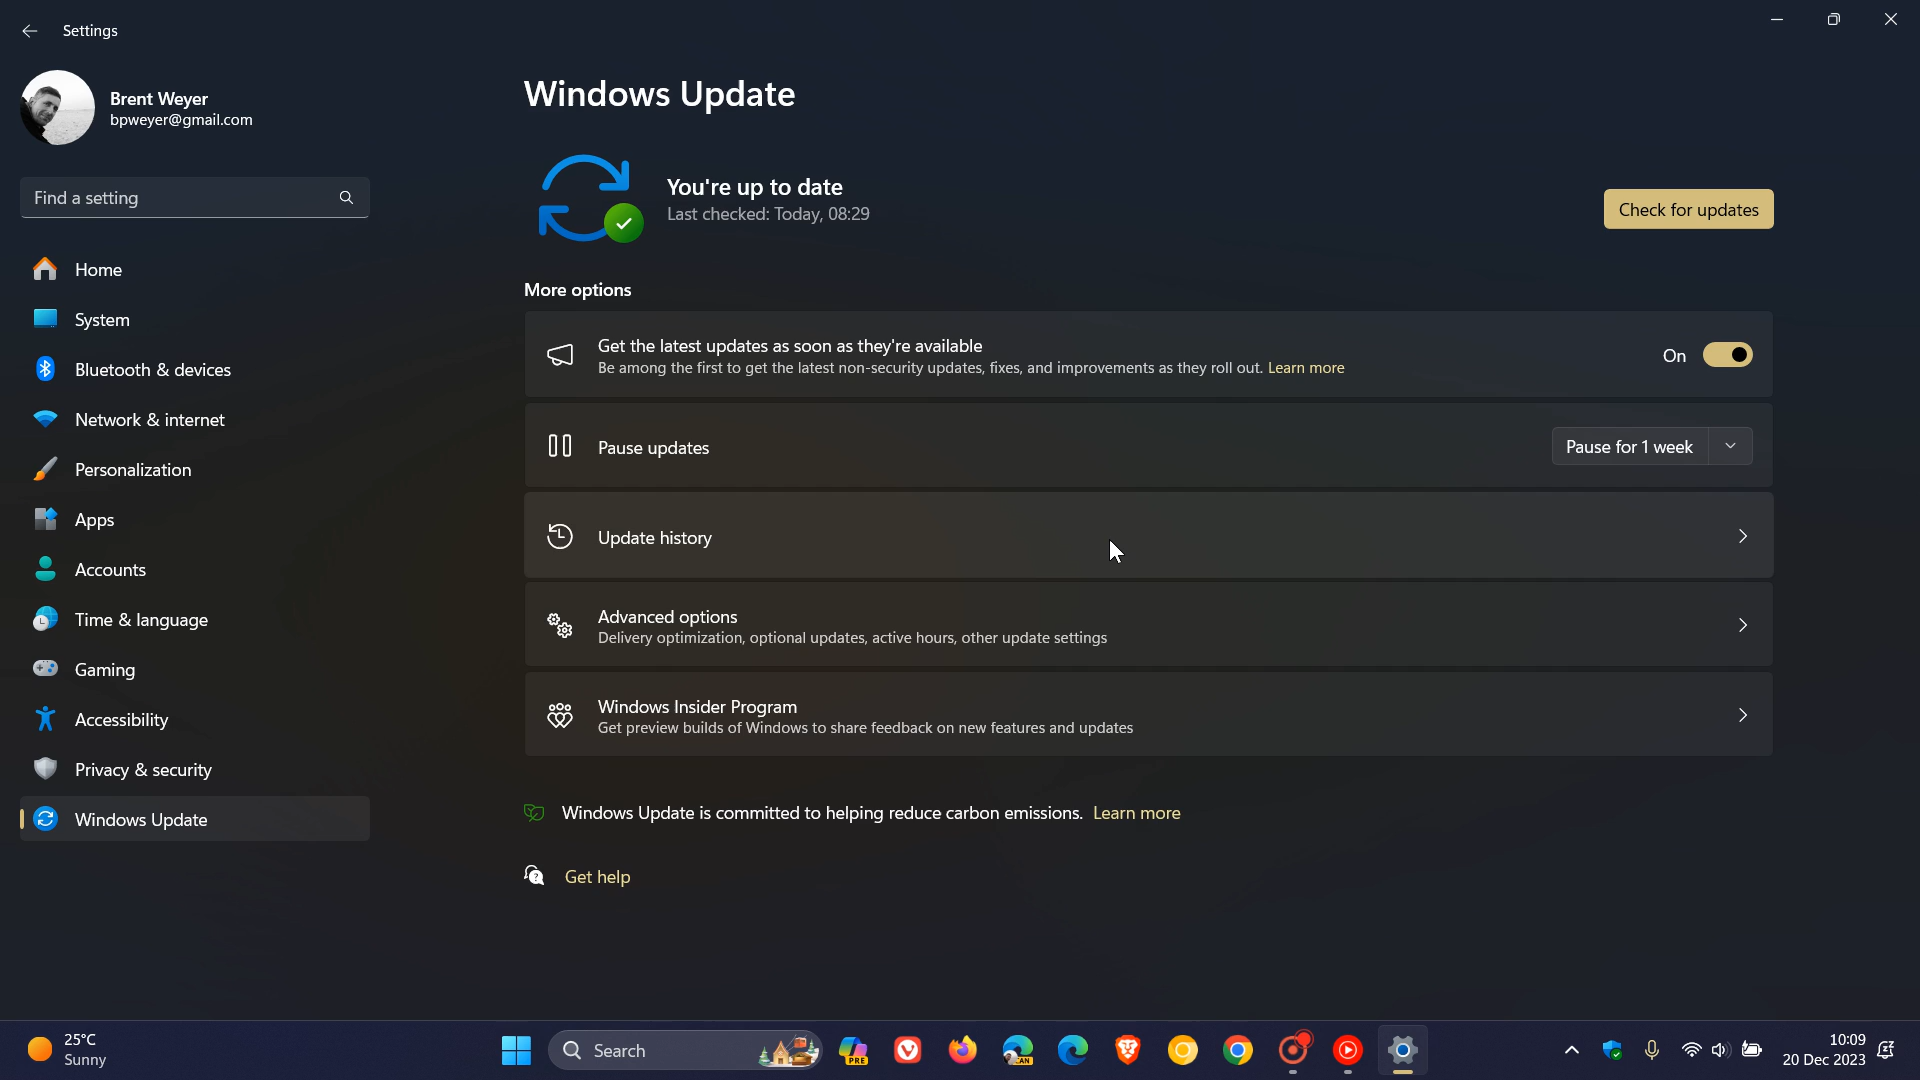 Settings
Brent Weyer
bpweyer@gmail.com
Find a setting
Home
System
Bluetooth & devices
Network & internet
Personalization
Apps
Accounts
Time & language
Gaming
Accessibility
Privacy & security
Windows Update
Windows Update
You're up to date
Last checked: Today, 08:29
Check for updates
More options
Get the latest updates as soon as they're available
Be among the first to get the latest non-security updates, fixes, and improvements as they roll out. Learn more
On
Pause updates
Pause for 1 week
Update history
Advanced options
Delivery optimization, optional updates, active hours, other update settings
Windows Insider Program
Get preview builds of Windows to share feedback on new features and updates
Windows Update is committed to helping reduce carbon emissions. Learn more
Get help
25°C
Sunny
Search
PRE
CAN
10:09
20 Dec 2023